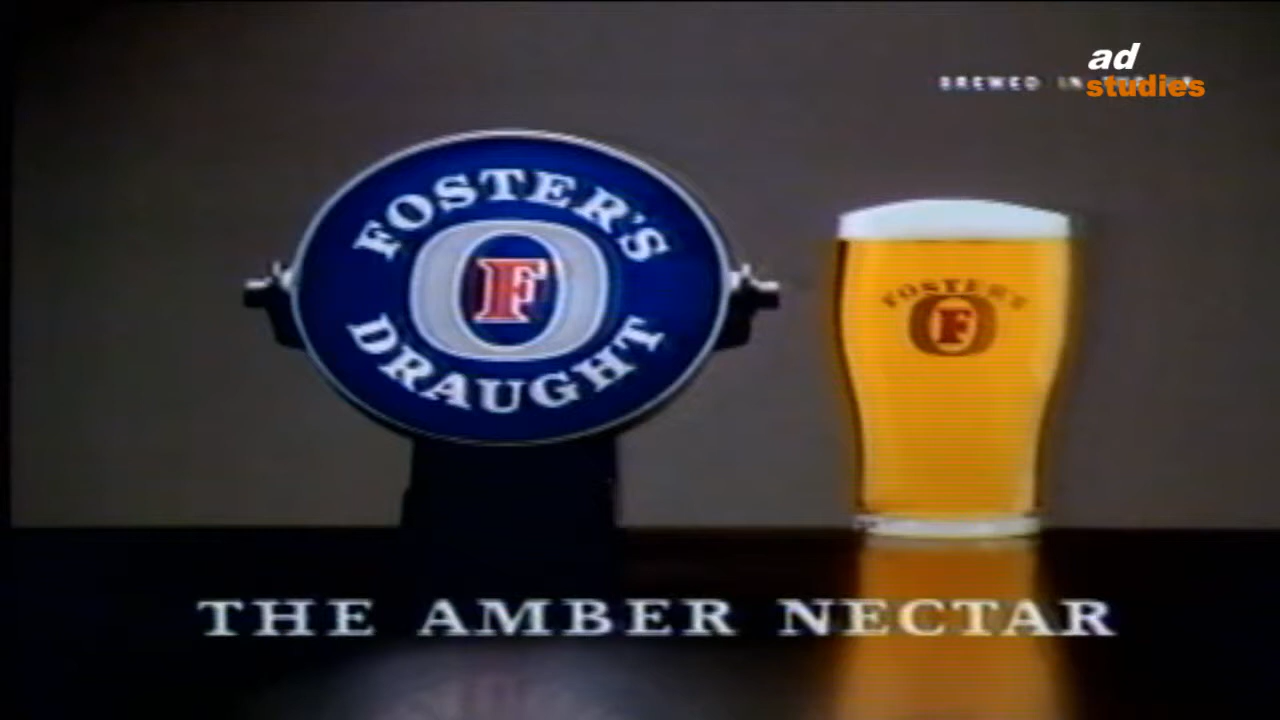 ad
studies
BREWED IN
FOSTER'S
F
DRAUGHT
FOSTER'S
F
THE AMBER NECTAR